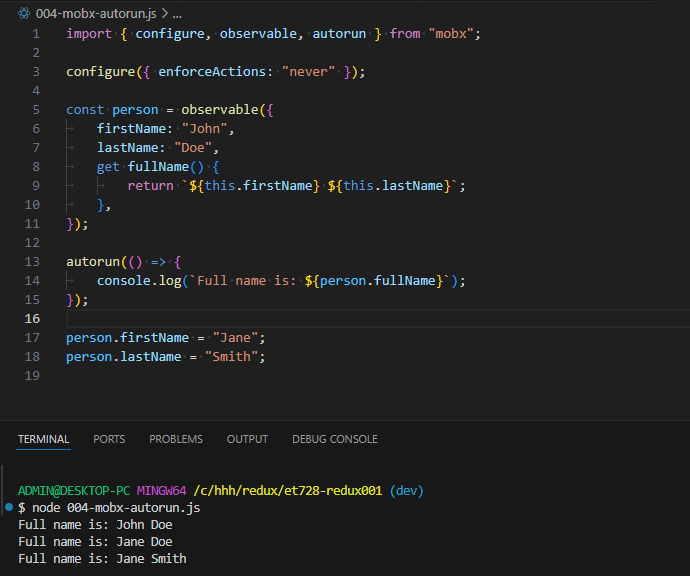 004-mobx-autorun.js > ...
1 import { configure, observable, autorun } from "mobx";
2
3 configure({ enforceActions: "never" });
4
5 const person = observable({
6 firstName: "John",
7 lastName: "Doe",
8 get fullName() {
9 return `${this.firstName} ${this.lastName}`;
10 },
11 });
12
13 autorun(() => {
14 console.log(`Full name is: ${person.fullName}`);
15 });
16
17 person.firstName = "Jane";
18 person.lastName = "Smith";
19
TERMINAL PORTS PROBLEMS OUTPUT DEBUG CONSOLE
ADMIN@DESKTOP-PC MINGW64 /c/hhh/redux/et728-redux001 (dev)
$ node 004-mobx-autorun.js
Full name is: John Doe
Full name is: Jane Doe
Full name is: Jane Smith